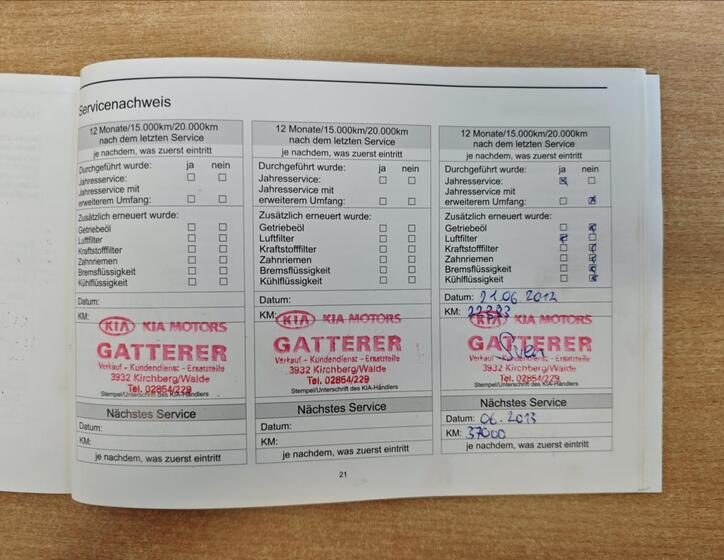 Servicenachweis
12 Monate/15.000km/20.000km
nach dem letzten Service
je nachdem, was zuerst eintritt
Durchgeführt wurde: ja nein
Jahresservice: ☐ ☐
Jahresservice mit
erweiterem Umfang: ☐ ☐
Zusätzlich erneuert wurde:
Getriebeöl ☐ ☐
Luftfilter ☐ ☐
Kraftstofffilter ☐ ☐
Zahnriemen ☐ ☐
Bremsflüssigkeit ☐ ☐
Kühlflüssigkeit ☐ ☐
Datum:
KM:
KIA KIA MOTORS
GATTERER
Verkauf - Kundendienst - Ersatzteile
3932 Kirchberg/Walde
Tel. 02854/229
Stempel/Unterschrift des KIA-Händlers
Nächstes Service
Datum:
KM:
je nachdem, was zuerst eintritt
12 Monate/15.000km/20.000km
nach dem letzten Service
je nachdem, was zuerst eintritt
Durchgeführt wurde: ja nein
Jahresservice: ☐ ☐
Jahresservice mit
erweiterem Umfang: ☐ ☐
Zusätzlich erneuert wurde:
Getriebeöl ☐ ☐
Luftfilter ☐ ☐
Kraftstofffilter ☐ ☐
Zahnriemen ☐ ☐
Bremsflüssigkeit ☐ ☐
Kühlflüssigkeit ☐ ☐
Datum:
KM:
KIA KIA MOTORS
GATTERER
Verkauf - Kundendienst - Ersatzteile
3932 Kirchberg/Walde
Tel. 02854/229
Stempel/Unterschrift des KIA-Händlers
Nächstes Service
Datum:
KM:
je nachdem, was zuerst eintritt
12 Monate/15.000km/20.000km
nach dem letzten Service
je nachdem, was zuerst eintritt
Durchgeführt wurde: ja nein
Jahresservice: ☒ ☐
Jahresservice mit
erweiterem Umfang: ☐ ☒
Zusätzlich erneuert wurde:
Getriebeöl ☐ ☒
Luftfilter ☒ ☐
Kraftstofffilter ☐ ☒
Zahnriemen ☐ ☒
Bremsflüssigkeit ☐ ☒
Kühlflüssigkeit ☐ ☒
Datum: 21.06.2012
KM:
KIA KIA MOTORS
GATTERER
Verkauf - Kundendienst - Ersatzteile
3932 Kirchberg/Walde
Tel. 02854/229
Stempel/Unterschrift des KIA-Händlers
Nächstes Service
Datum: 06.2013
KM: 37000
je nachdem, was zuerst eintritt
21